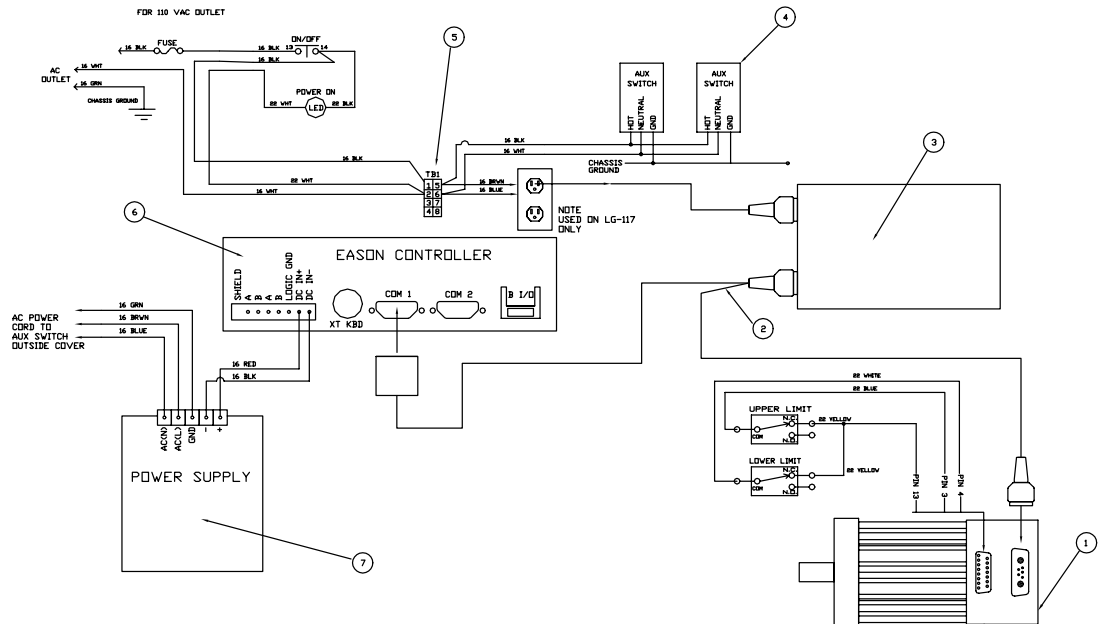 FOR 110 VAC OUTLET
16 BLK
FUSE
16 BLK
13
ON/OFF
14
16 BLK
AC
OUTLET
16 WHT
16 GRN
CHASSIS GROUND
POWER ON
22 WHT
LED
22 BLK
5
4
AUX
SWITCH
HOT
NEUTRAL
GND
AUX
SWITCH
HOT
NEUTRAL
GND
16 BLK
16 WHT
CHASSIS
GROUND
3
16 BLK
22 WHT
16 WHT
TB1
1 5
2 6
3 7
4 8
16 BRWN
16 BLUE
NOTE
USED ON LG-117
ONLY
6
EASON CONTROLLER
SHIELD
A
B
A
B
LOGIC GND
DC IN+
DC IN-
XT KBD
COM 1
COM 2
B I/O
2
AC POWER
CORD TO
AUX SWITCH
OUTSIDE COVER
16 GRN
16 BRWN
16 BLUE
16 RED
16 BLK
AC(N)
AC(L)
GND
-
+
POWER SUPPLY
7
22 WHITE
22 BLUE
UPPER LIMIT
N.C.
COM
N.O.
22 YELLOW
LOWER LIMIT
N.C.
COM
N.O.
22 YELLOW
PIN 13
PIN 3
PIN 4
1